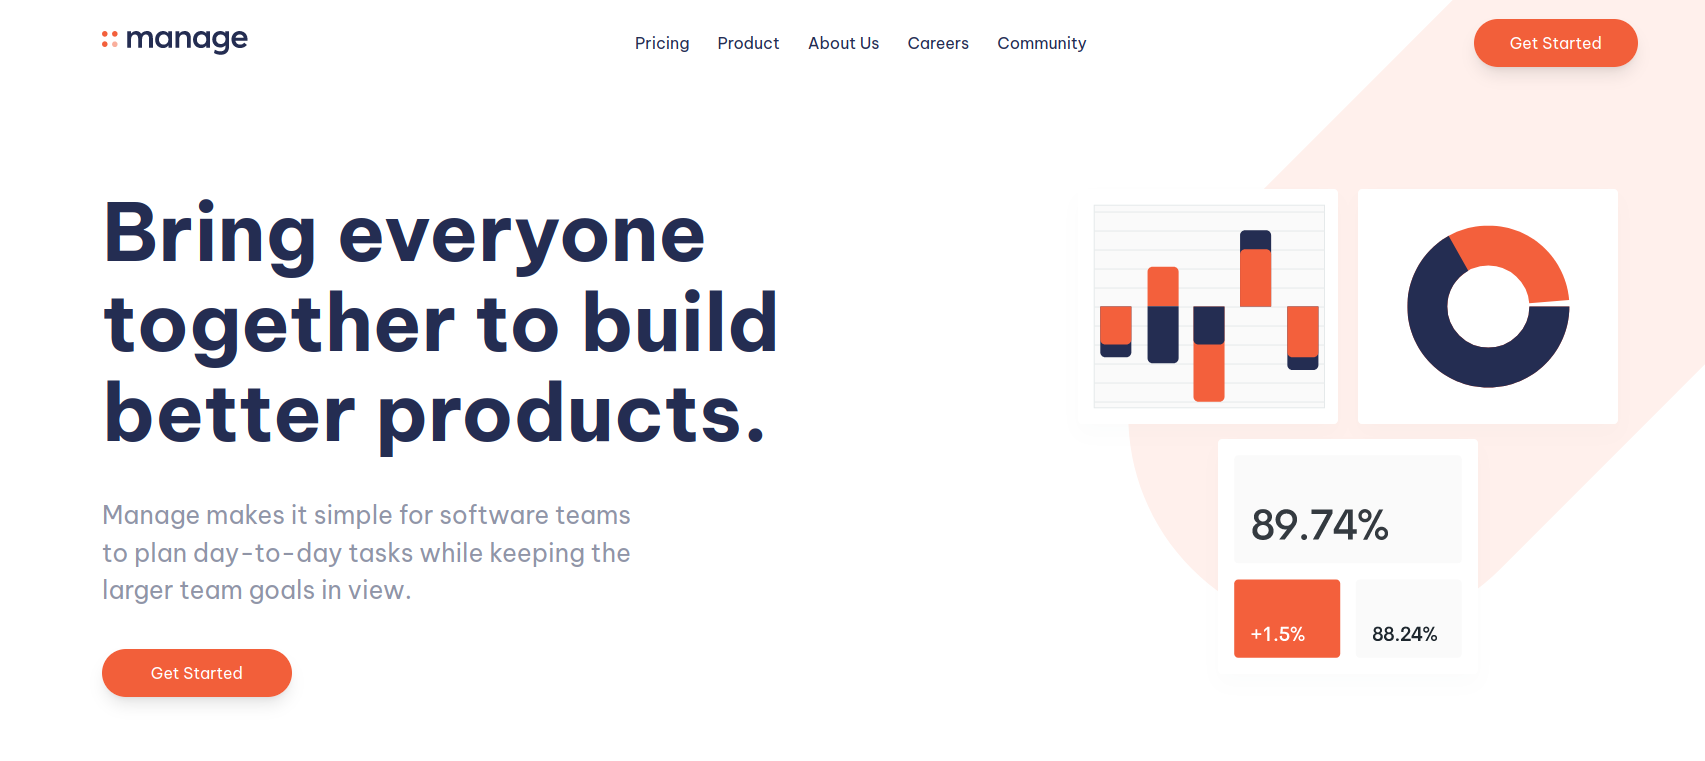 manage
Pricing Product About Us Careers Community
Get Started
Bring everyone
together to build
better products.
Manage makes it simple for software teams
to plan day-to-day tasks while keeping the
larger team goals in view.
Get Started
89.74%
+1.5%
88.24%